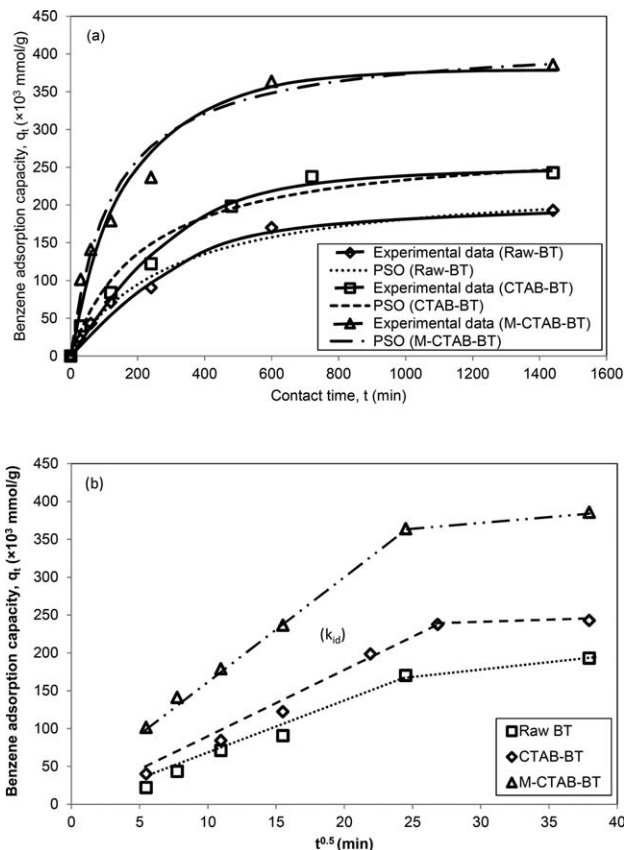 (a)
Benzene adsorption capacity, qt (×10³ mmol/g)
450
400
350
300
250
200
150
100
50
0
Experimental data (Raw-BT)
PSO (Raw-BT)
Experimental data (CTAB-BT)
PSO (CTAB-BT)
Experimental data (M-CTAB-BT)
PSO (M-CTAB-BT)
0 200 400 600 800 1000 1200 1400 1600
Contact time, t (min)
(b)
Benzene adsorption capacity, qt (×10³ mmol/g)
450
400
350
300
250
200
150
100
50
0
(kid)
Raw BT
CTAB-BT
M-CTAB-BT
0 5 10 15 20 25 30 35 40
t^0.5 (min)